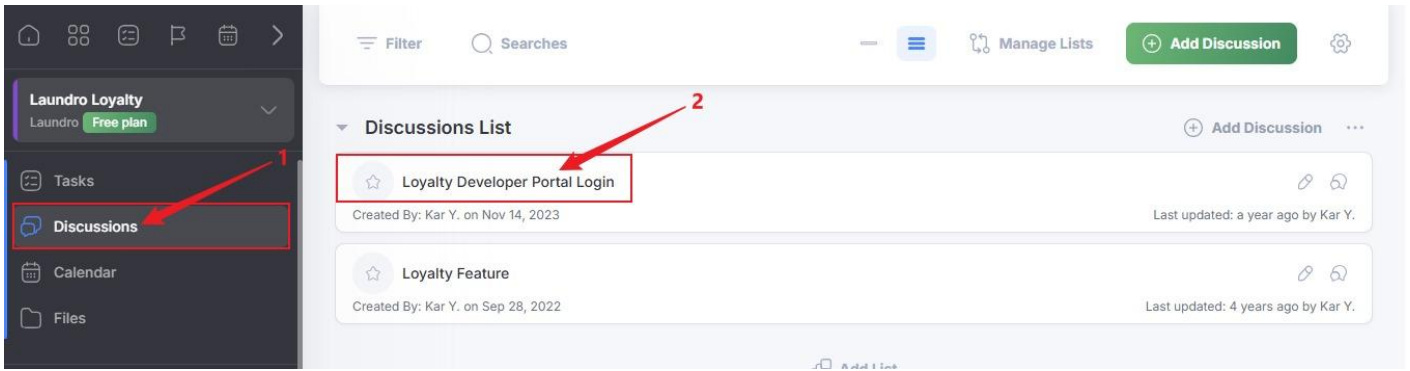 Filter
Searches
Manage Lists
Add Discussion
Laundro Loyalty
Laundro Free plan
1
Tasks
Discussions
Calendar
Files
2
Discussions List
Add Discussion
Loyalty Developer Portal Login
Created By: Kar Y. on Nov 14, 2023
Last updated: a year ago by Kar Y.
Loyalty Feature
Created By: Kar Y. on Sep 28, 2022
Last updated: 4 years ago by Kar Y.
Add List